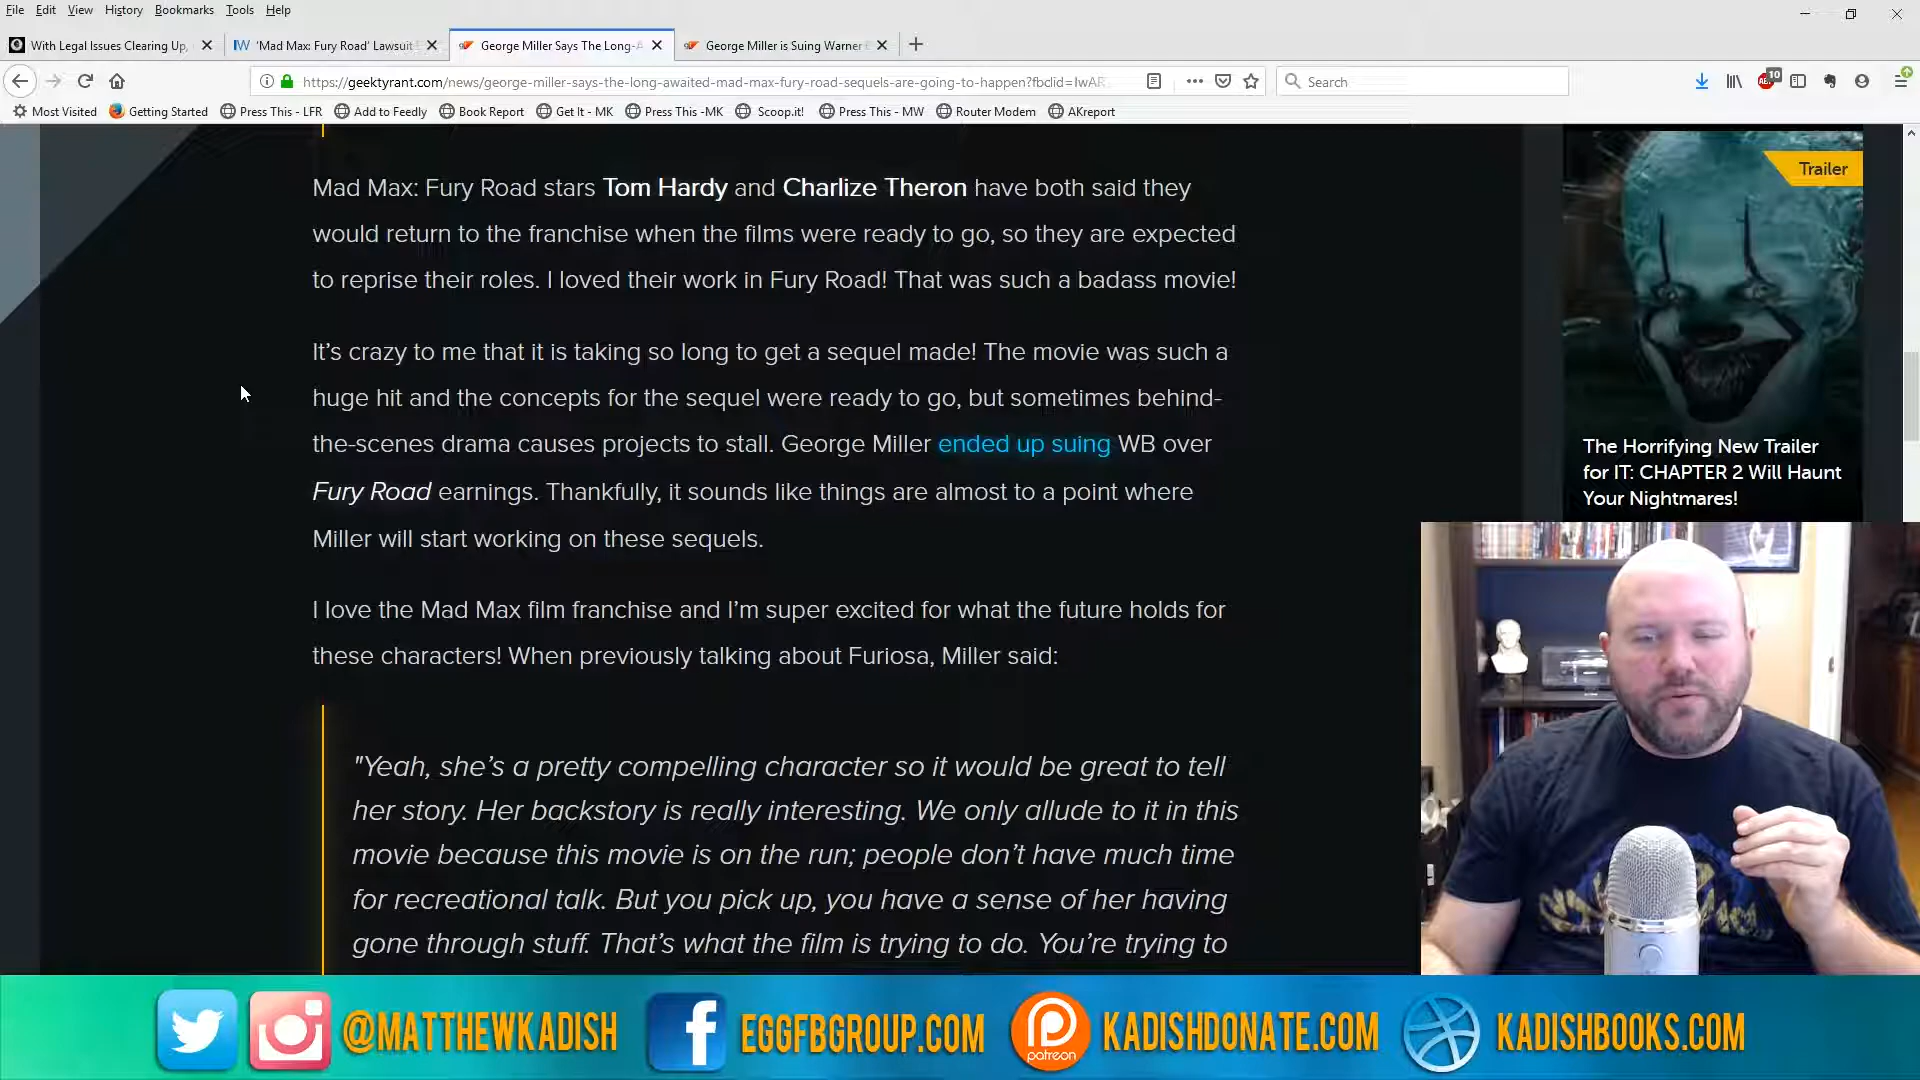 File Edit View History Bookmarks Tools Help
With Legal Issues Clearing Up, 'Mad Max: Fury Road' Lawsuit George Miller Says The Long- George Miller is Suing Warner
https://geektyrant.com/news/george-miller-says-the-long-awaited-mad-max-fury-road-sequels-are-going-to-happen?fbclid=IwAR Search 10
Most Visited Getting Started Press This - LFR Add to Feedly Book Report Get It - MK Press This -MK Scoop.it! Press This - MW Router Modem AKreport
Mad Max: Fury Road stars Tom Hardy and Charlize Theron have both said they
would return to the franchise when the films were ready to go, so they are expected
to reprise their roles. I loved their work in Fury Road! That was such a badass movie!
It's crazy to me that it is taking so long to get a sequel made! The movie was such a
huge hit and the concepts for the sequel were ready to go, but sometimes behind-
the-scenes drama causes projects to stall. George Miller ended up suing WB over
Fury Road earnings. Thankfully, it sounds like things are almost to a point where
Miller will start working on these sequels.
I love the Mad Max film franchise and I'm super excited for what the future holds for
these characters! When previously talking about Furiosa, Miller said:
"Yeah, she's a pretty compelling character so it would be great to tell
her story. Her backstory is really interesting. We only allude to it in this
movie because this movie is on the run; people don't have much time
for recreational talk. But you pick up, you have a sense of her having
gone through stuff. That's what the film is trying to do. You're trying to
Trailer
The Horrifying New Trailer
for IT: CHAPTER 2 Will Haunt
Your Nightmares!
@MATTHEWKADISH EGGFBGROUP.COM patreon KADISHDONATE.COM KADISHBOOKS.COM